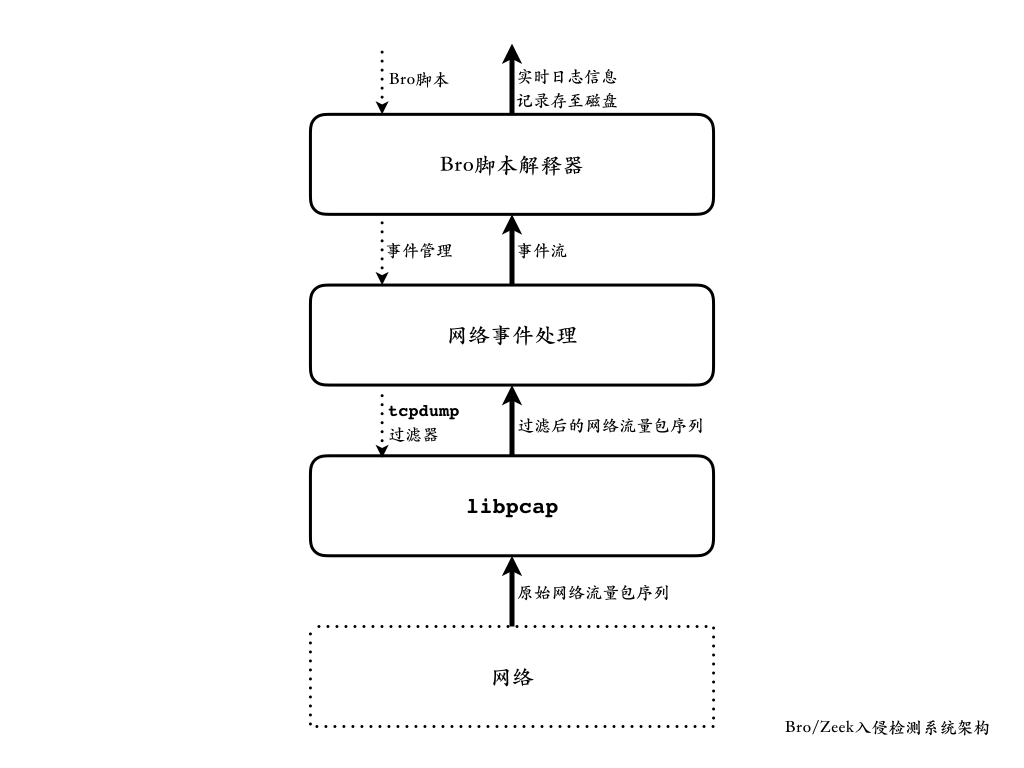 Bro脚本
实时日志信息
记录存至磁盘
Bro脚本解释器
事件管理
事件流
网络事件处理
tcpdump
过滤器
过滤后的网络流量包序列
libpcap
原始网络流量包序列
网络
Bro/Zeek入侵检测系统架构